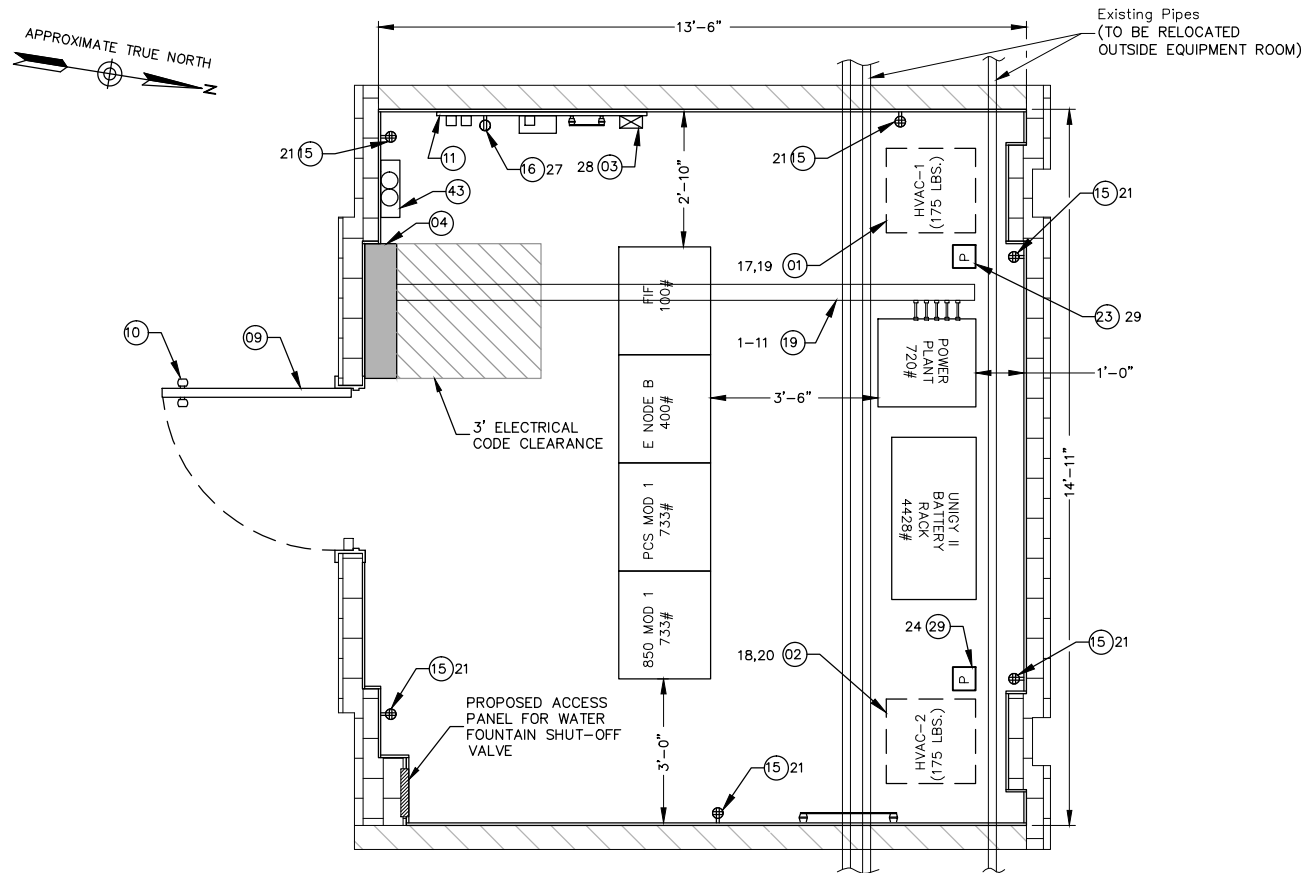 Existing Pipes
(TO BE RELOCATED
OUTSIDE EQUIPMENT ROOM)
13'-6"
APPROXIMATE TRUE NORTH
N
21 15
11
16 27
28 03
21 15
15 21
43
04
2'-10"
HVAC-1
(175 LBS.)
17,19 01
P
23 29
10
09
FIF
100#
1-11 19
POWER
PLANT
720#
1'-0"
3' ELECTRICAL
CODE CLEARANCE
E NODE B
400#
3'-6"
14'-11"
PCS MOD 1
733#
UNIGY II
BATTERY
RACK
4428#
850 MOD 1
733#
24 29
P
15 21
18,20 02
15 21
PROPOSED ACCESS
PANEL FOR WATER
FOUNTAIN SHUT-OFF
VALVE
3'-0"
HVAC-2
(175 LBS.)
15 21